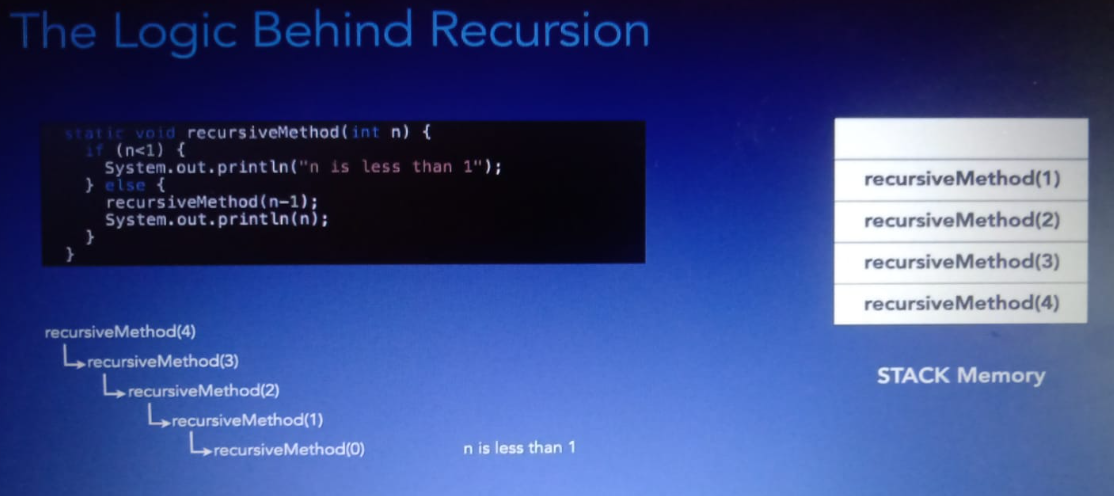 The Logic Behind Recursion
static void recursiveMethod(int n) {
if (n<1) {
System.out.println("n is less than 1");
} else {
recursiveMethod(n-1);
System.out.println(n);
}
}
recursiveMethod(4)
recursiveMethod(3)
recursiveMethod(2)
recursiveMethod(1)
recursiveMethod(0)
n is less than 1
recursiveMethod(1)
recursiveMethod(2)
recursiveMethod(3)
recursiveMethod(4)
STACK Memory